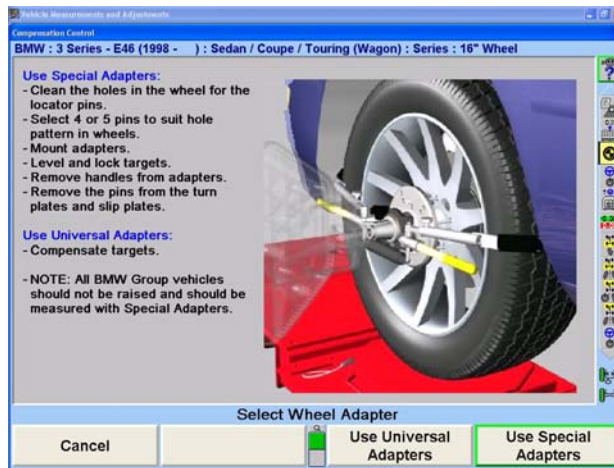 Vehicle Measurements and Adjustments
Compensation Control
BMW : 3 Series - E46 (1998 - ) : Sedan / Coupe / Touring (Wagon) : Series : 16" Wheel
Use Special Adapters:
- Clean the holes in the wheel for the
locator pins.
- Select 4 or 5 pins to suit hole
pattern in wheels.
- Mount adapters.
- Level and lock targets.
- Remove handles from adapters.
- Remove the pins from the turn
plates and slip plates.
Use Universal Adapters:
- Compensate targets.
- NOTE: All BMW Group vehicles
should not be raised and should be
measured with Special Adapters.
Select Wheel Adapter
Cancel
Use Universal
Adapters
Use Special
Adapters